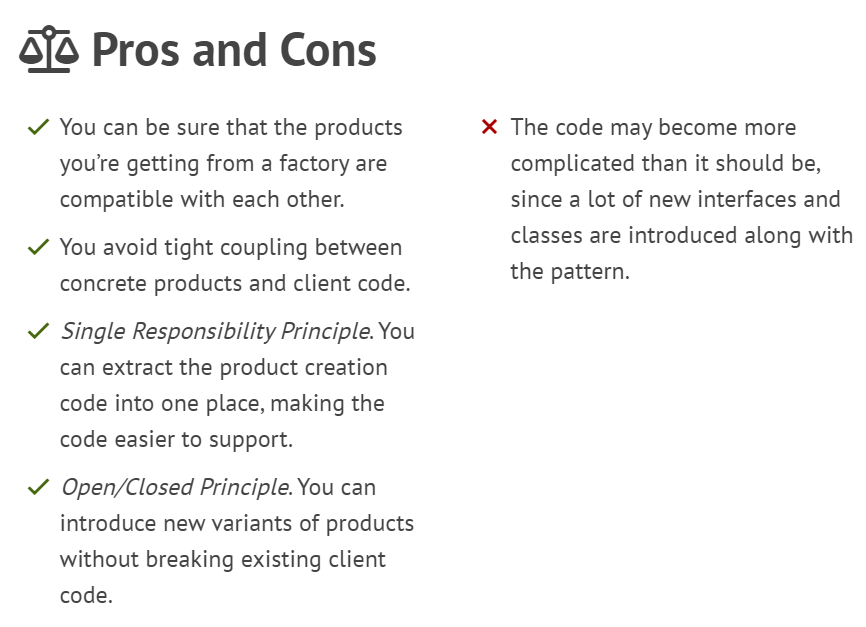 Pros and Cons
You can be sure that the products
you’re getting from a factory are
compatible with each other.
You avoid tight coupling between
concrete products and client code.
Single Responsibility Principle. You
can extract the product creation
code into one place, making the
code easier to support.
Open/Closed Principle. You can
introduce new variants of products
without breaking existing client
code.
The code may become more
complicated than it should be,
since a lot of new interfaces and
classes are introduced along with
the pattern.